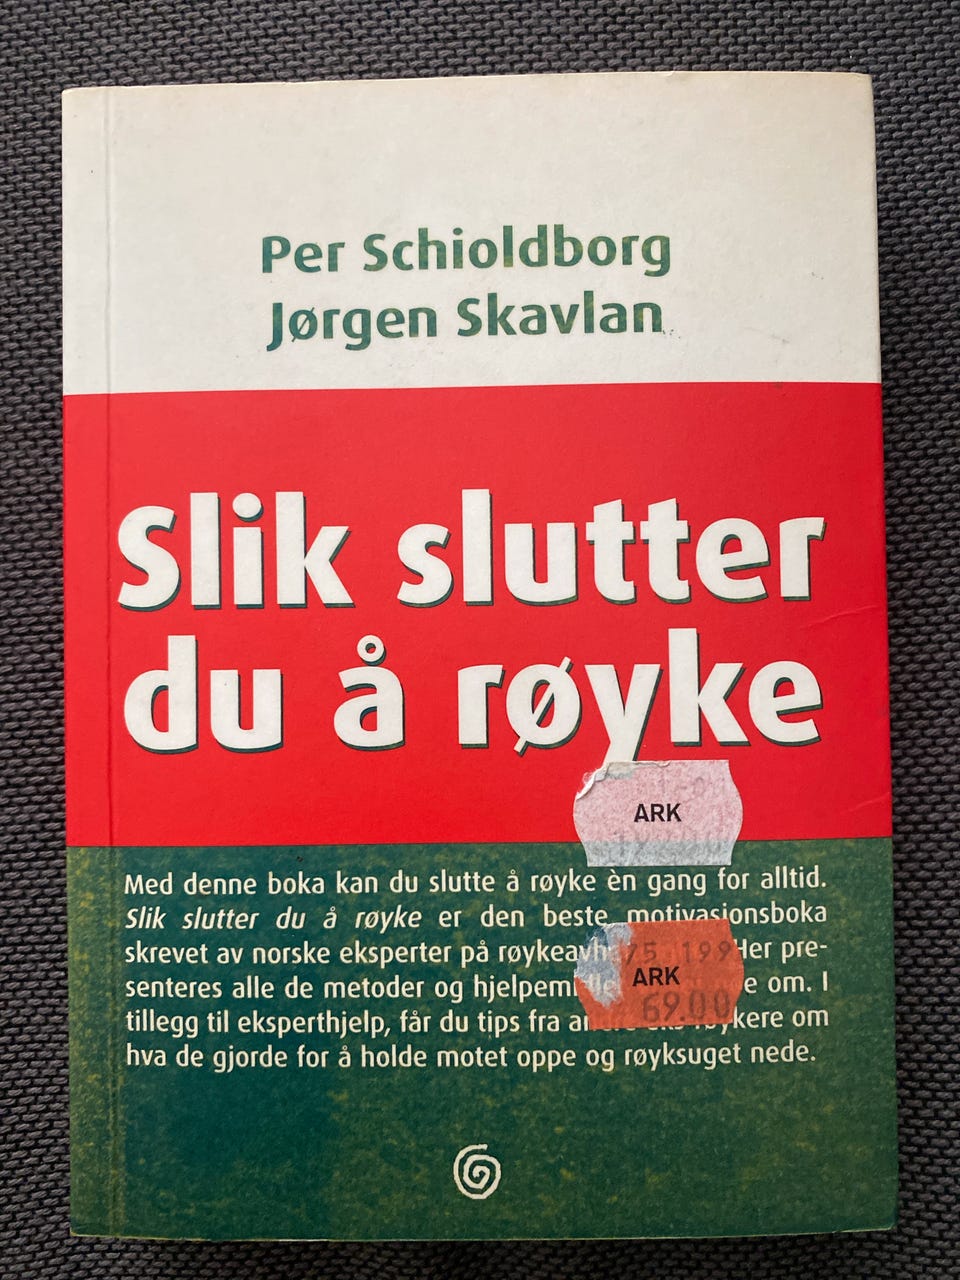 Per Schioldborg
Jørgen Skavlan
Slik slutter
du å røyke
ARK
Med denne boka kan du slutte å røyke èn gang for alltid.
Slik slutter du å røyke er den beste motivasjonsboka
skrevet av norske eksperter på Her pre-
senteres alle de metoder og om. I
tillegg til eksperthjelp, får du tips fra om
hva de gjorde for å holde motet oppe og røyksuget nede.
75 199
ARK
69.00